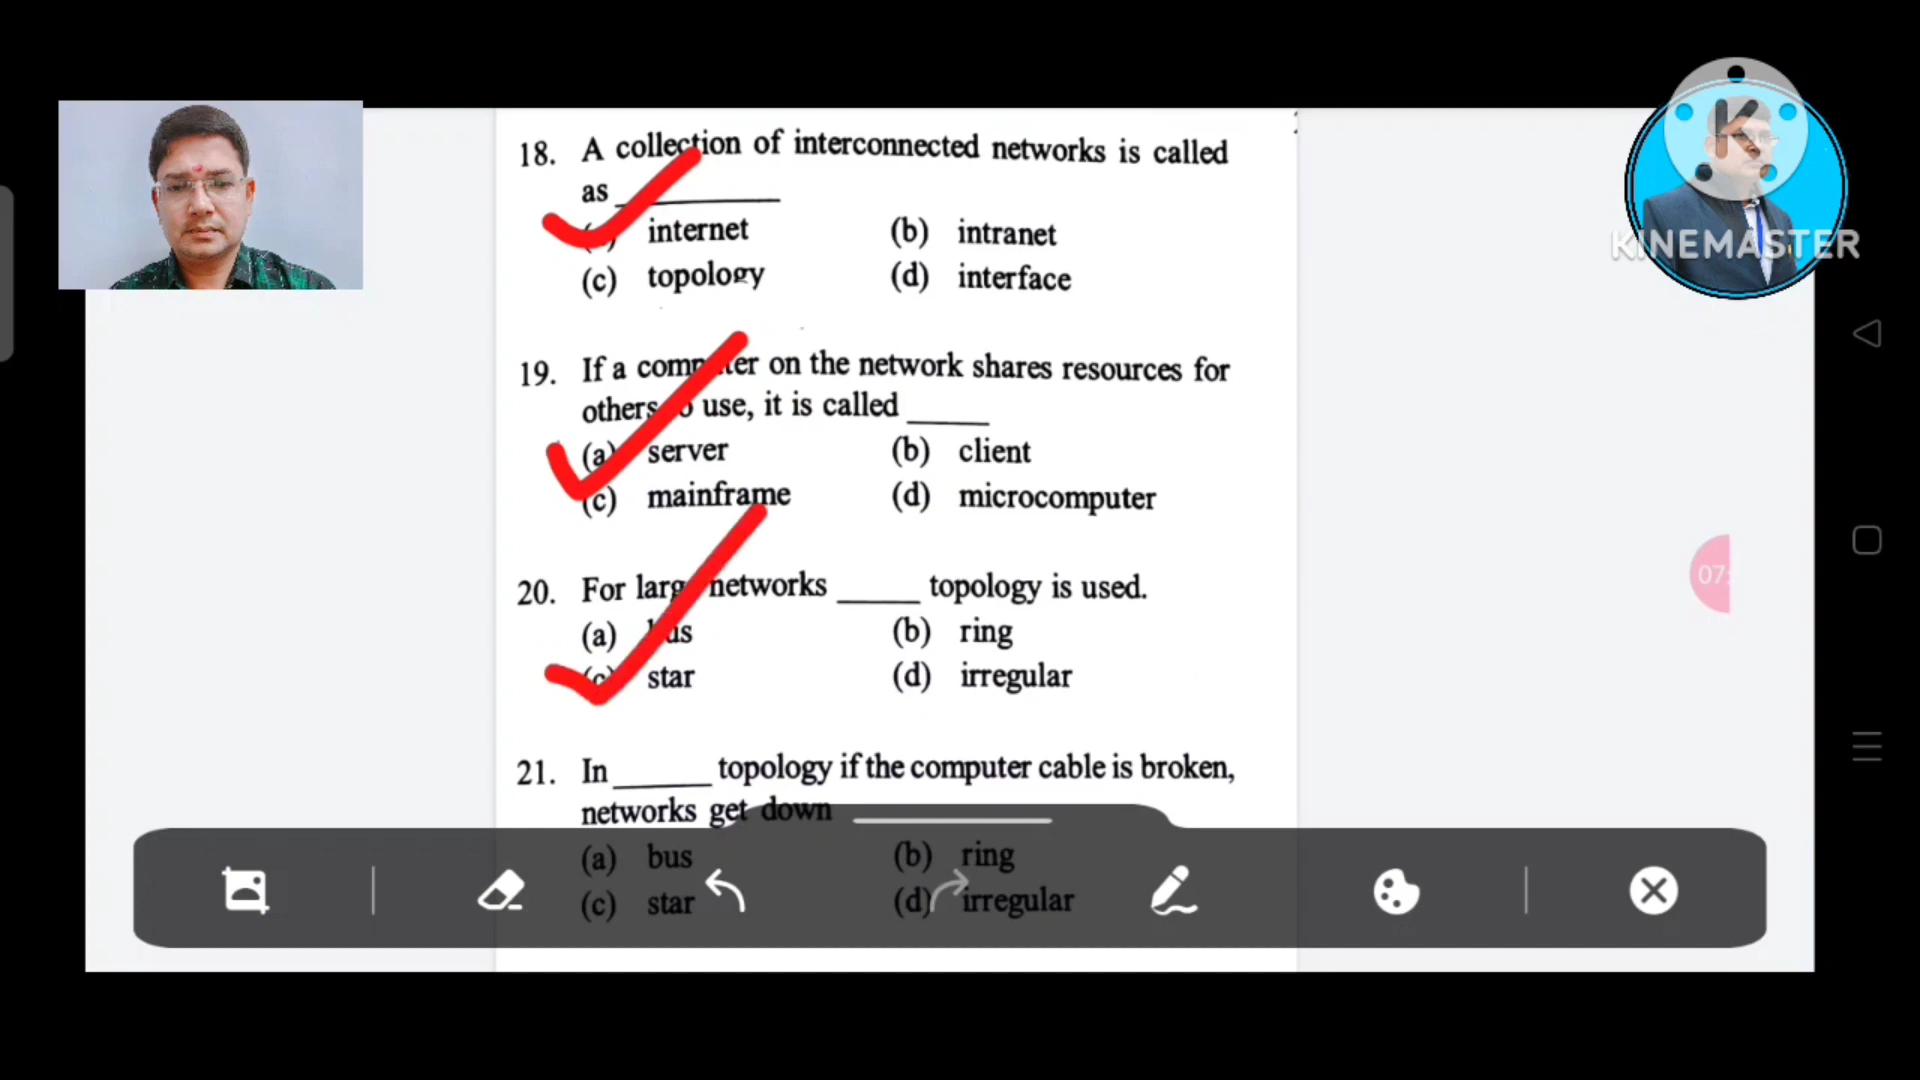 18. A collection of interconnected networks is called
as ________
internet (b) intranet
(c) topology (d) interface
19. If a computer on the network shares resources for
others to use, it is called _____
(a) server (b) client
(c) mainframe (d) microcomputer
20. For large networks _____ topology is used.
(a) bus (b) ring
(c) star (d) irregular
21. In ______ topology if the computer cable is broken,
networks get down
(a) bus (b) ring
(c) star (d) irregular
KINEMASTER
07: